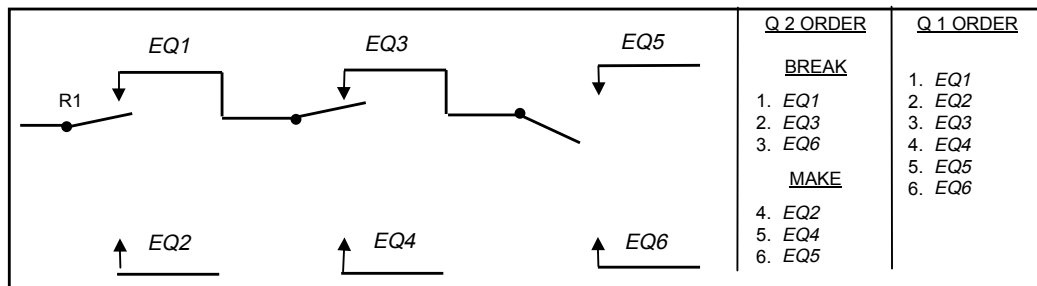 EQ1
EQ3
EQ5
R1
EQ2
EQ4
EQ6
Q 2 ORDER
BREAK
1. EQ1
2. EQ3
3. EQ6
MAKE
4. EQ2
5. EQ4
6. EQ5
Q 1 ORDER
1. EQ1
2. EQ2
3. EQ3
4. EQ4
5. EQ5
6. EQ6